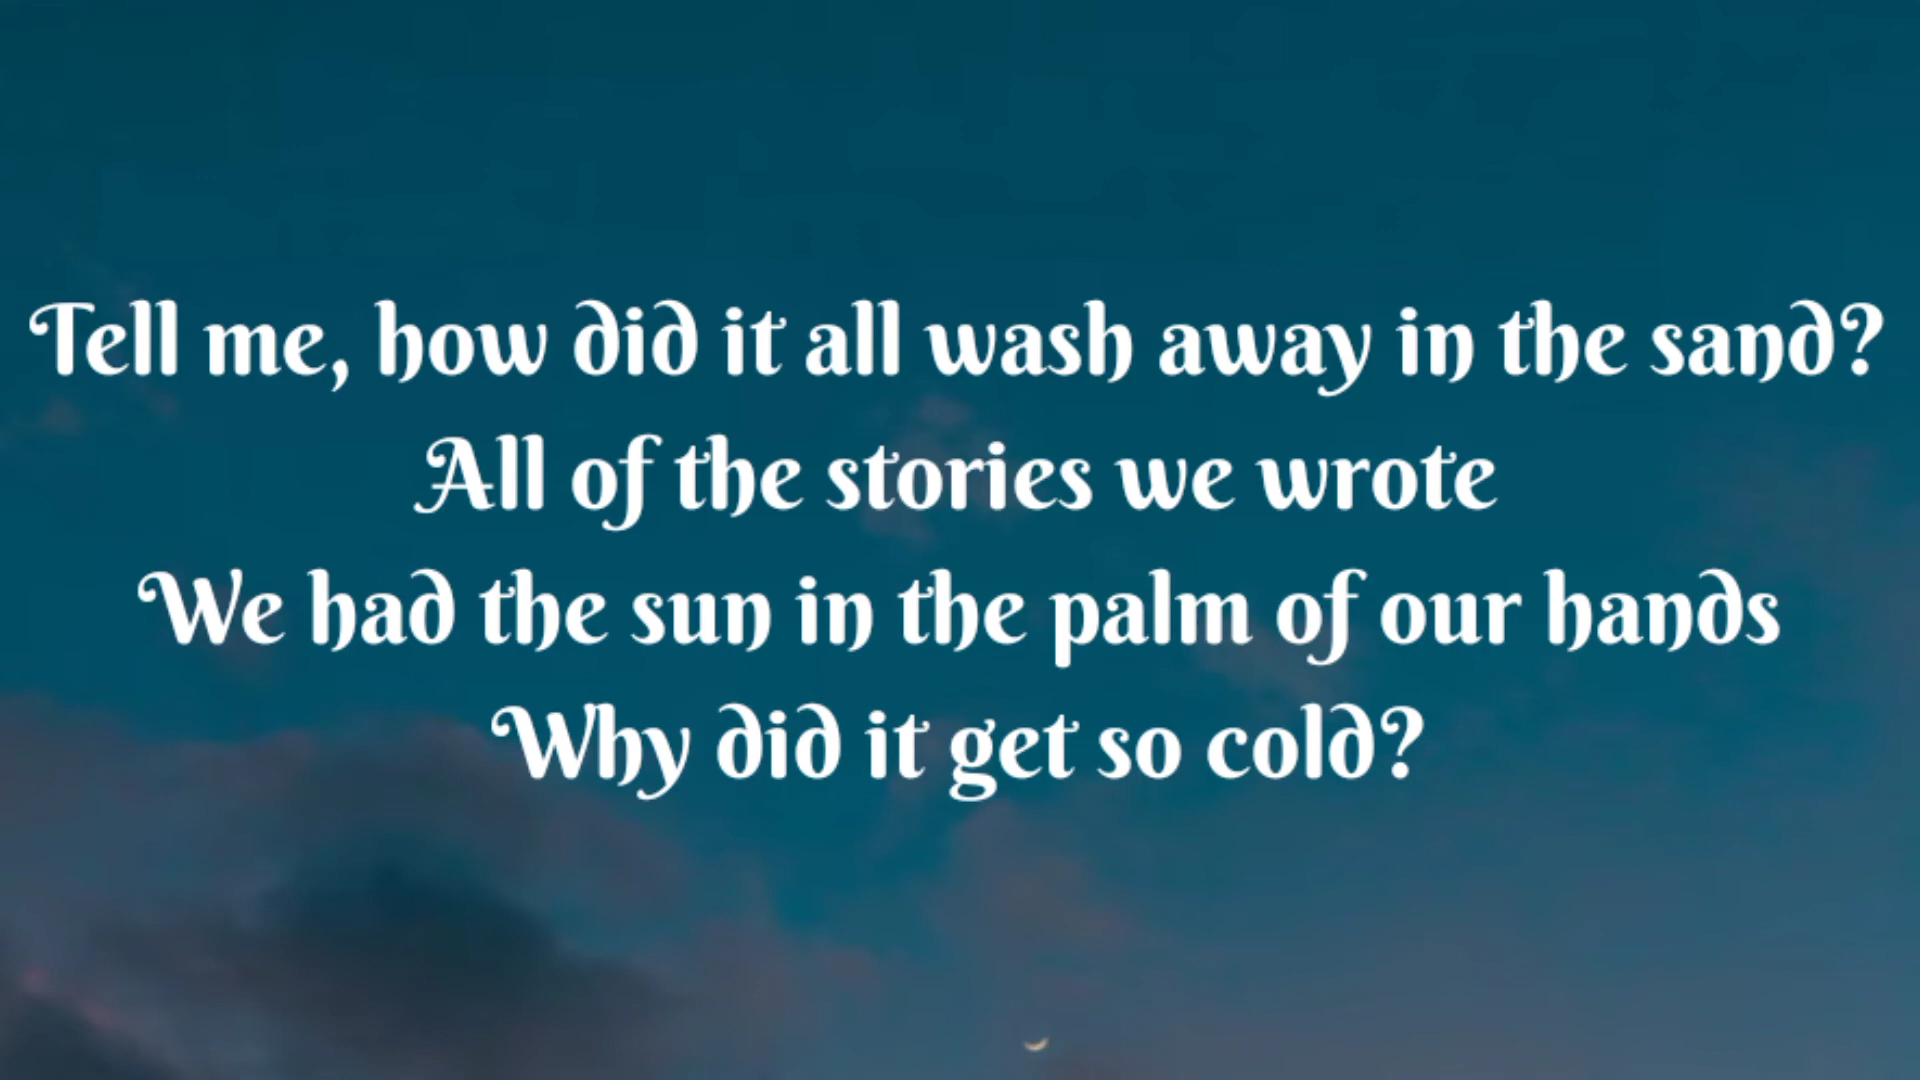 Tell me, how did it all wash away in the sand?
All of the stories we wrote
We had the sun in the palm of our hands
Why did it get so cold?